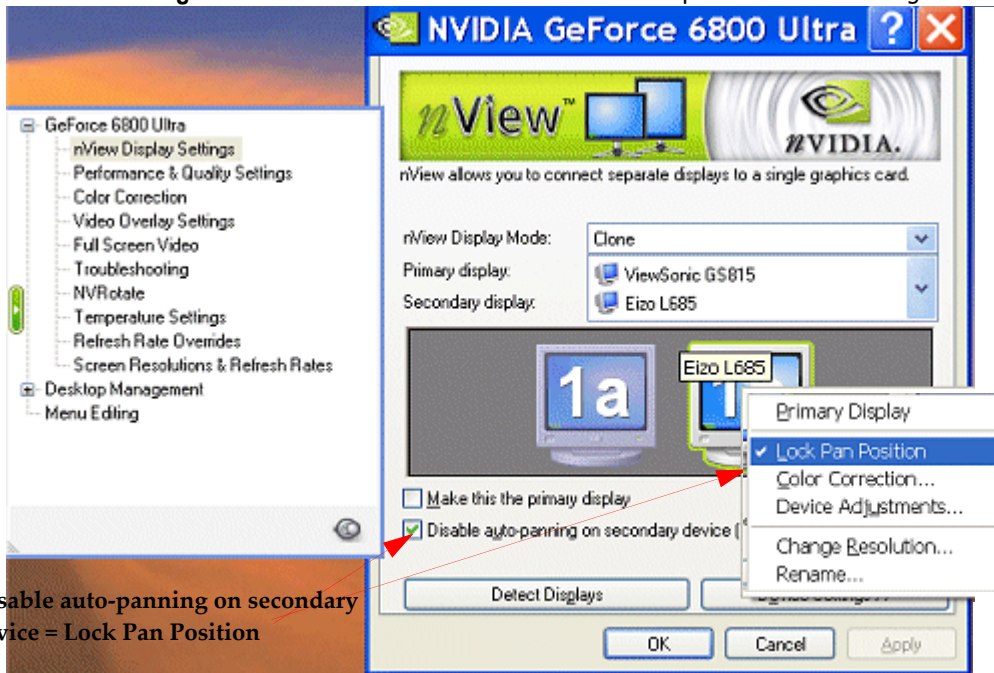 NVIDIA GeForce 6800 Ultra
nView™
NVIDIA.
nView allows you to connect separate displays to a single graphics card.
GeForce 6800 Ultra
nView Display Settings
Performance & Quality Settings
Color Correction
Video Overlay Settings
Full Screen Video
Troubleshooting
NVRotate
Temperature Settings
Refresh Rate Overrides
Screen Resolutions & Refresh Rates
Desktop Management
Menu Editing
nView Display Mode:
Clone
Primary display:
ViewSonic GS815
Secondary display:
Eizo L685
1a
Eizo L685
Primary Display
Lock Pan Position
Color Correction...
Device Adjustments...
Change Resolution...
Rename...
Make this the primary display
Disable auto-panning on secondary device (
Detect Displays
OK
Cancel
Apply
sable auto-panning on secondary
vice = Lock Pan Position